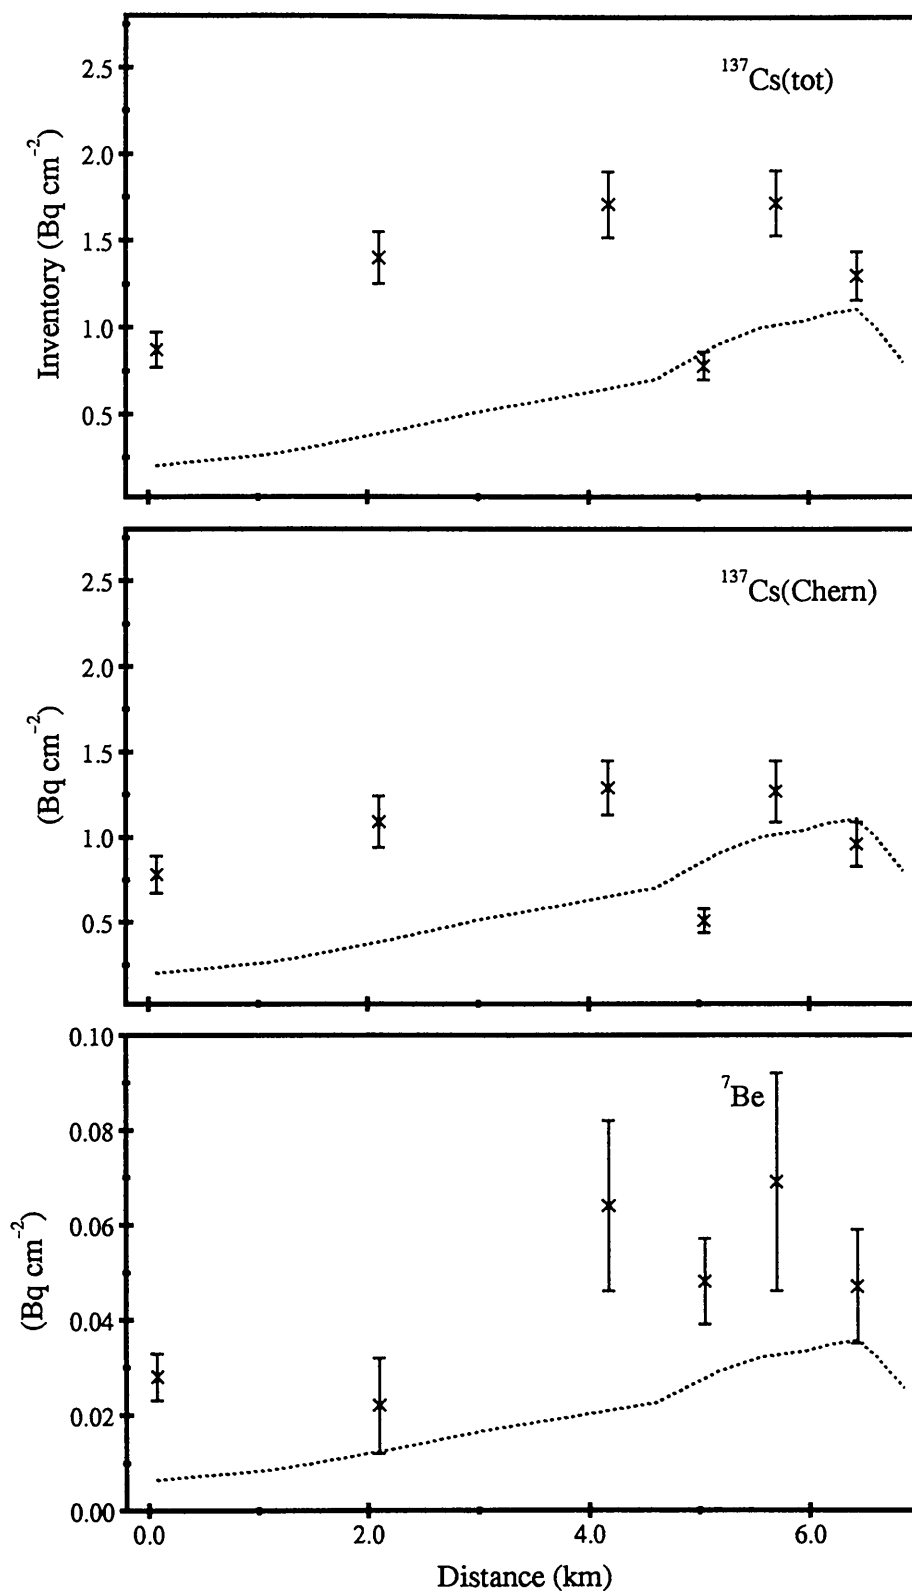 ¹³⁷Cs(tot)
Inventory (Bq cm⁻²)
2.5
2.0
1.5
1.0
0.5
¹³⁷Cs(Chern)
(Bq cm⁻²)
2.5
2.0
1.5
1.0
0.5
⁷Be
(Bq cm⁻²)
0.10
0.08
0.06
0.04
0.02
0.00
0.0 2.0 4.0 6.0
Distance (km)